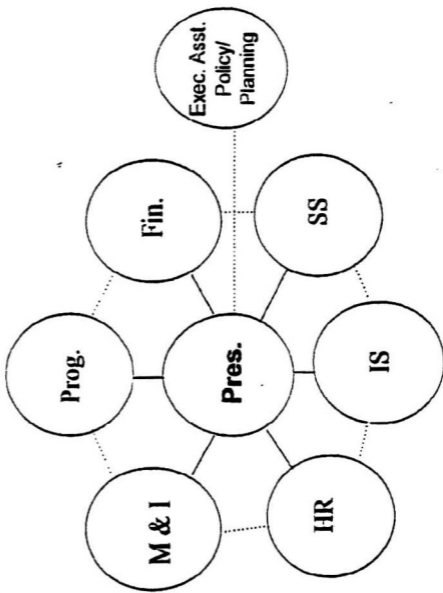 Prog.
M & I
Fin.
Exec. Asst.
Policy/
Planning
Pres.
HR
SS
IS